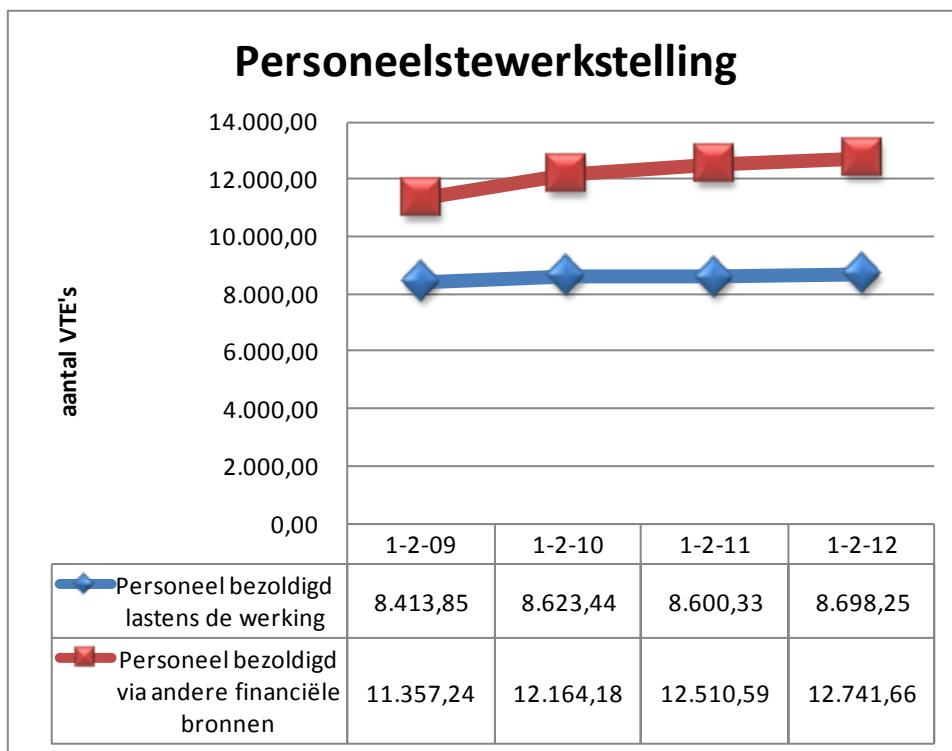 Personeelstewerkstelling
14.000,00
12.000,00
10.000,00
8.000,00
6.000,00
4.000,00
2.000,00
0,00
aantal VTE's
1-2-09 1-2-10 1-2-11 1-2-12
Personeel bezoldigd
lastens de werking
8.413,85 8.623,44 8.600,33 8.698,25
Personeel bezoldigd
via andere financiële
bronnen
11.357,24 12.164,18 12.510,59 12.741,66